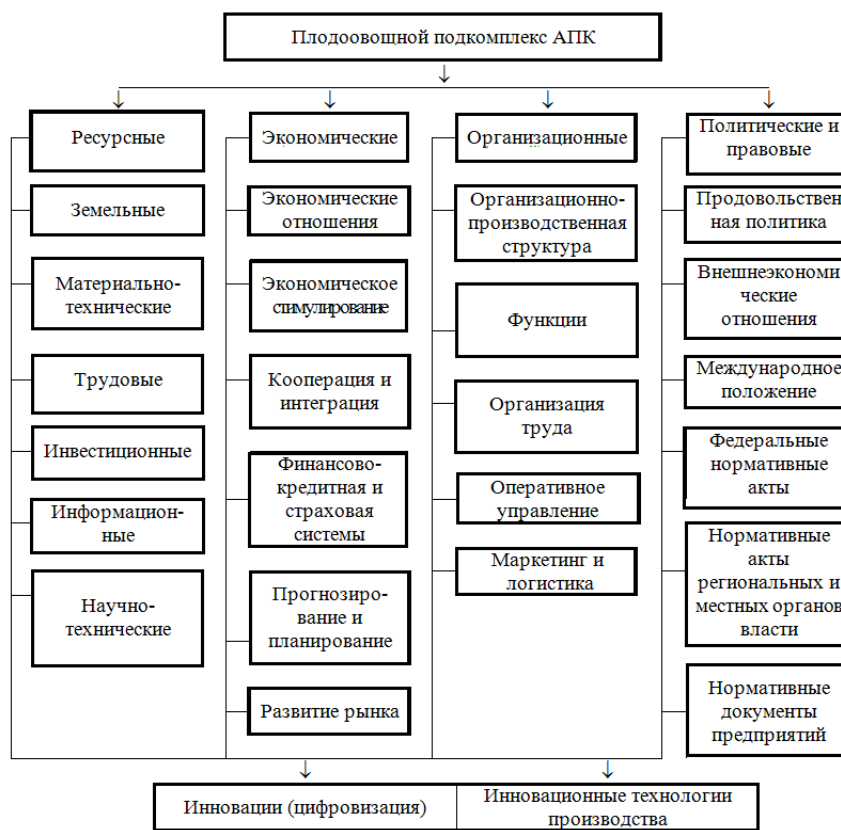 Плодоовощной подкомплекс АПК
Ресурсные
Земельные
Материально-
технические
Трудовые
Инвестиционные
Информацион-
ные
Научно-
технические
Экономические
Экономические
отношения
Экономическое
стимулирование
Кооперация и
интеграция
Финансово-
кредитная и
страховая
системы
Прогнозиро-
вание и
планирование
Развитие рынка
Организационные
Организационно-
производственная
структура
Функции
Организация
труда
Оперативное
управление
Маркетинг и
логистика
Политические и
правовые
Продовольствен
ная политика
Внешнеэкономи
ческие
отношения
Международное
положение
Федеральные
нормативные
акты
Нормативные
акты
региональных и
местных органов
власти
Нормативные
документы
предприятий
Инновации (цифровизация)
Инновационные технологии
производства